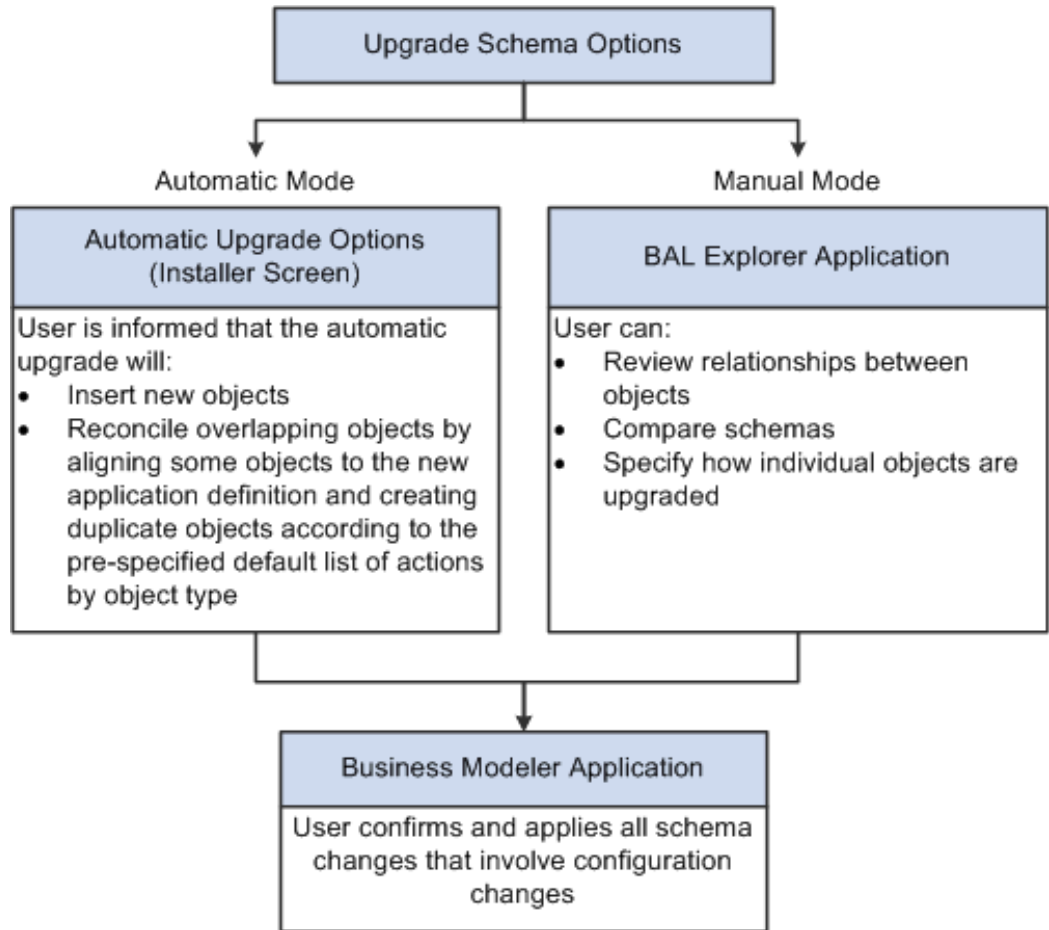 Upgrade Schema Options
Automatic Mode
Automatic Upgrade Options
(Installer Screen)
User is informed that the automatic
upgrade will:
• Insert new objects
• Reconcile overlapping objects by
aligning some objects to the new
application definition and creating
duplicate objects according to the
pre-specified default list of actions
by object type
Manual Mode
BAL Explorer Application
User can:
• Review relationships between
objects
• Compare schemas
• Specify how individual objects are
upgraded
Business Modeler Application
User confirms and applies all schema
changes that involve configuration
changes